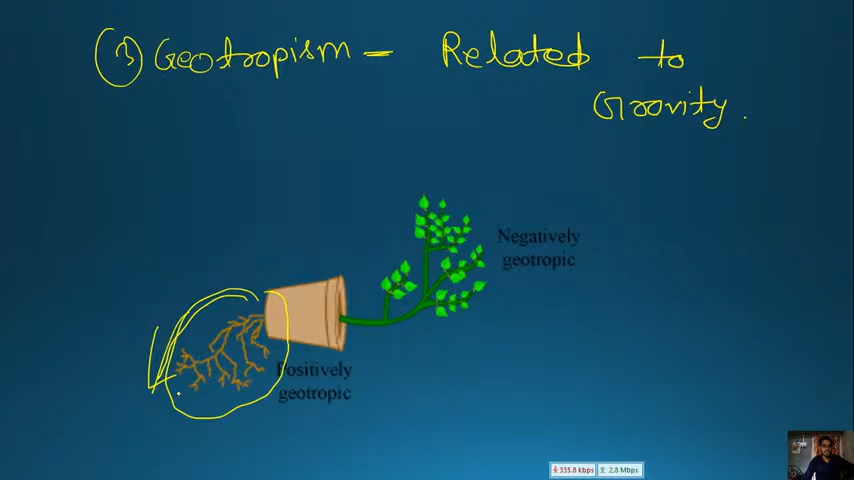 (3) Geotropism - Related to
Gravity.
Negatively
geotropic
Positively
geotropic
335.8 kbps 2.8 Mbps